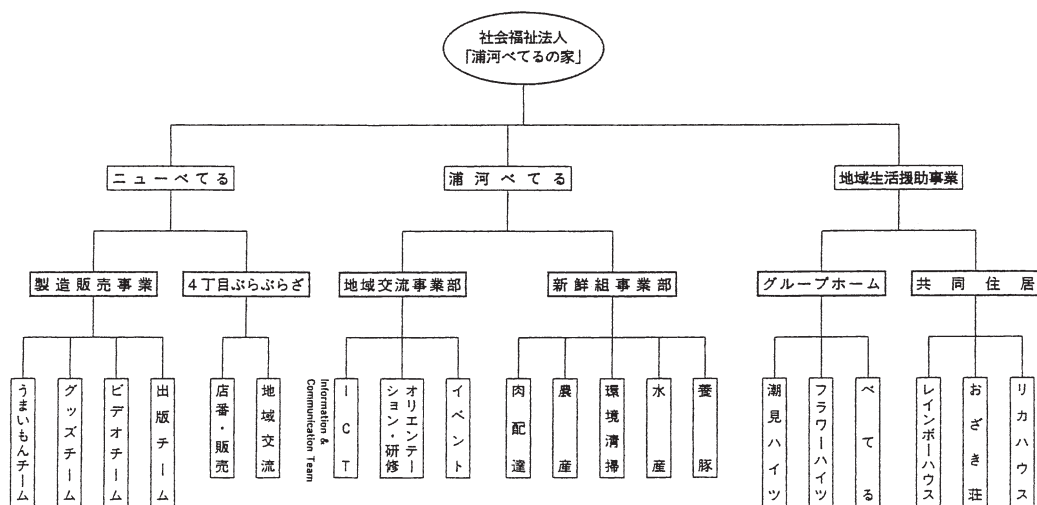 社会福祉法人
「浦河べてるの家」
ニューべてる
浦河べてる
地域生活援助事業
製造販売事業
4丁目ぶらぶらざ
地域交流事業部
新鮮組事業部
グループホーム
共同住居
うまいもんチーム
グッズチーム
ビデオチーム
出版チーム
店番・販売
地域交流
ICT
Information &
Communication Team
オリエンテー
ション・研修
イベント
肉配達
農産
環境清掃
水産
養豚
潮見ハイツ
フラワーハイツ
べてる
レインボーハウス
おざき荘
リカハウス